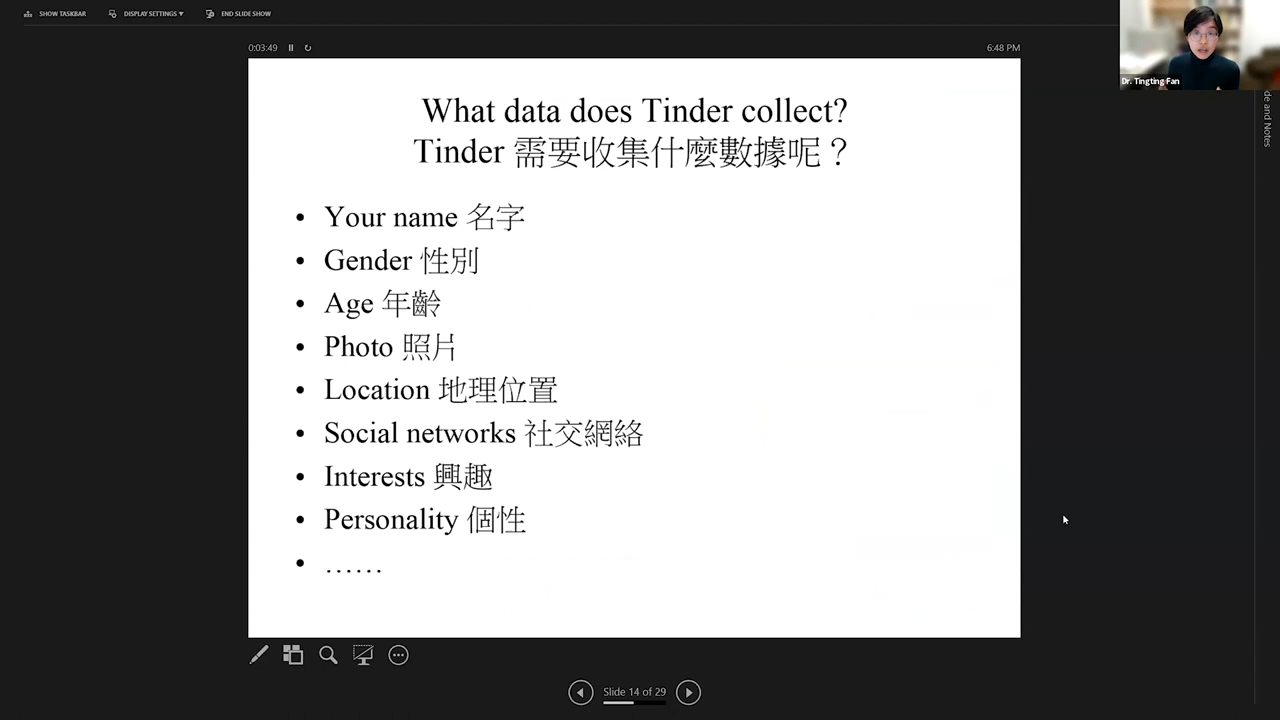 SHOW TASKBAR
DISPLAY SETTINGS ▾
END SLIDE SHOW
0:03:49
6:48 PM
Dr. Tingting Fan
What data does Tinder collect?
Tinder 需要收集什麼數據呢？
• Your name 名字
• Gender 性別
• Age 年齡
• Photo 照片
• Location 地理位置
• Social networks 社交網絡
• Interests 興趣
• Personality 個性
• ……
Slide 14 of 29
and Notes